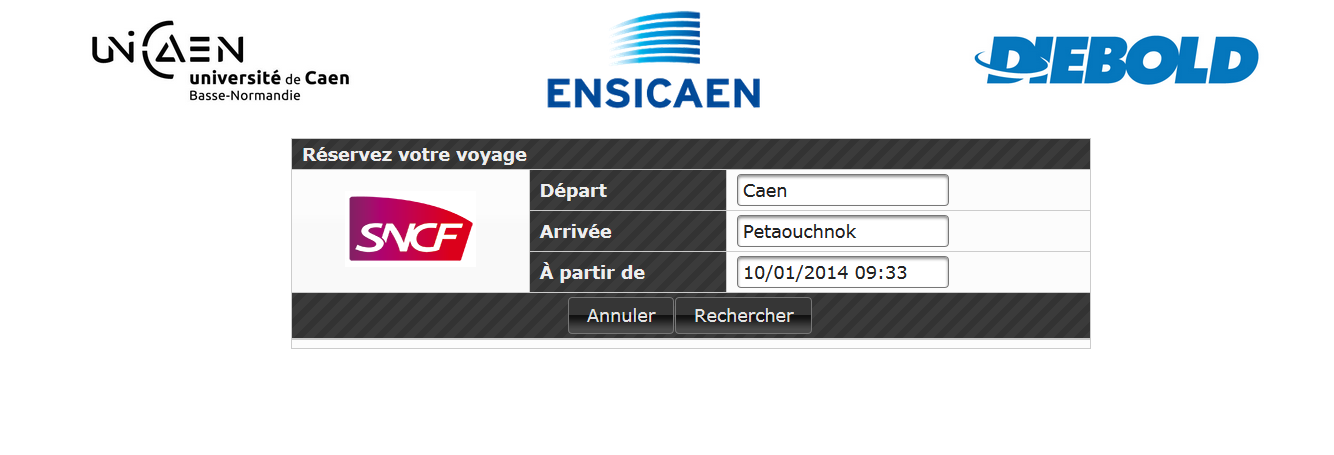 UNICAEN
université de Caen
Basse-Normandie
ENSICAEN
DIEBOLD
Réservez votre voyage
SNCF
Départ Caen
Arrivée Petaouchnok
À partir de 10/01/2014 09:33
Annuler Rechercher